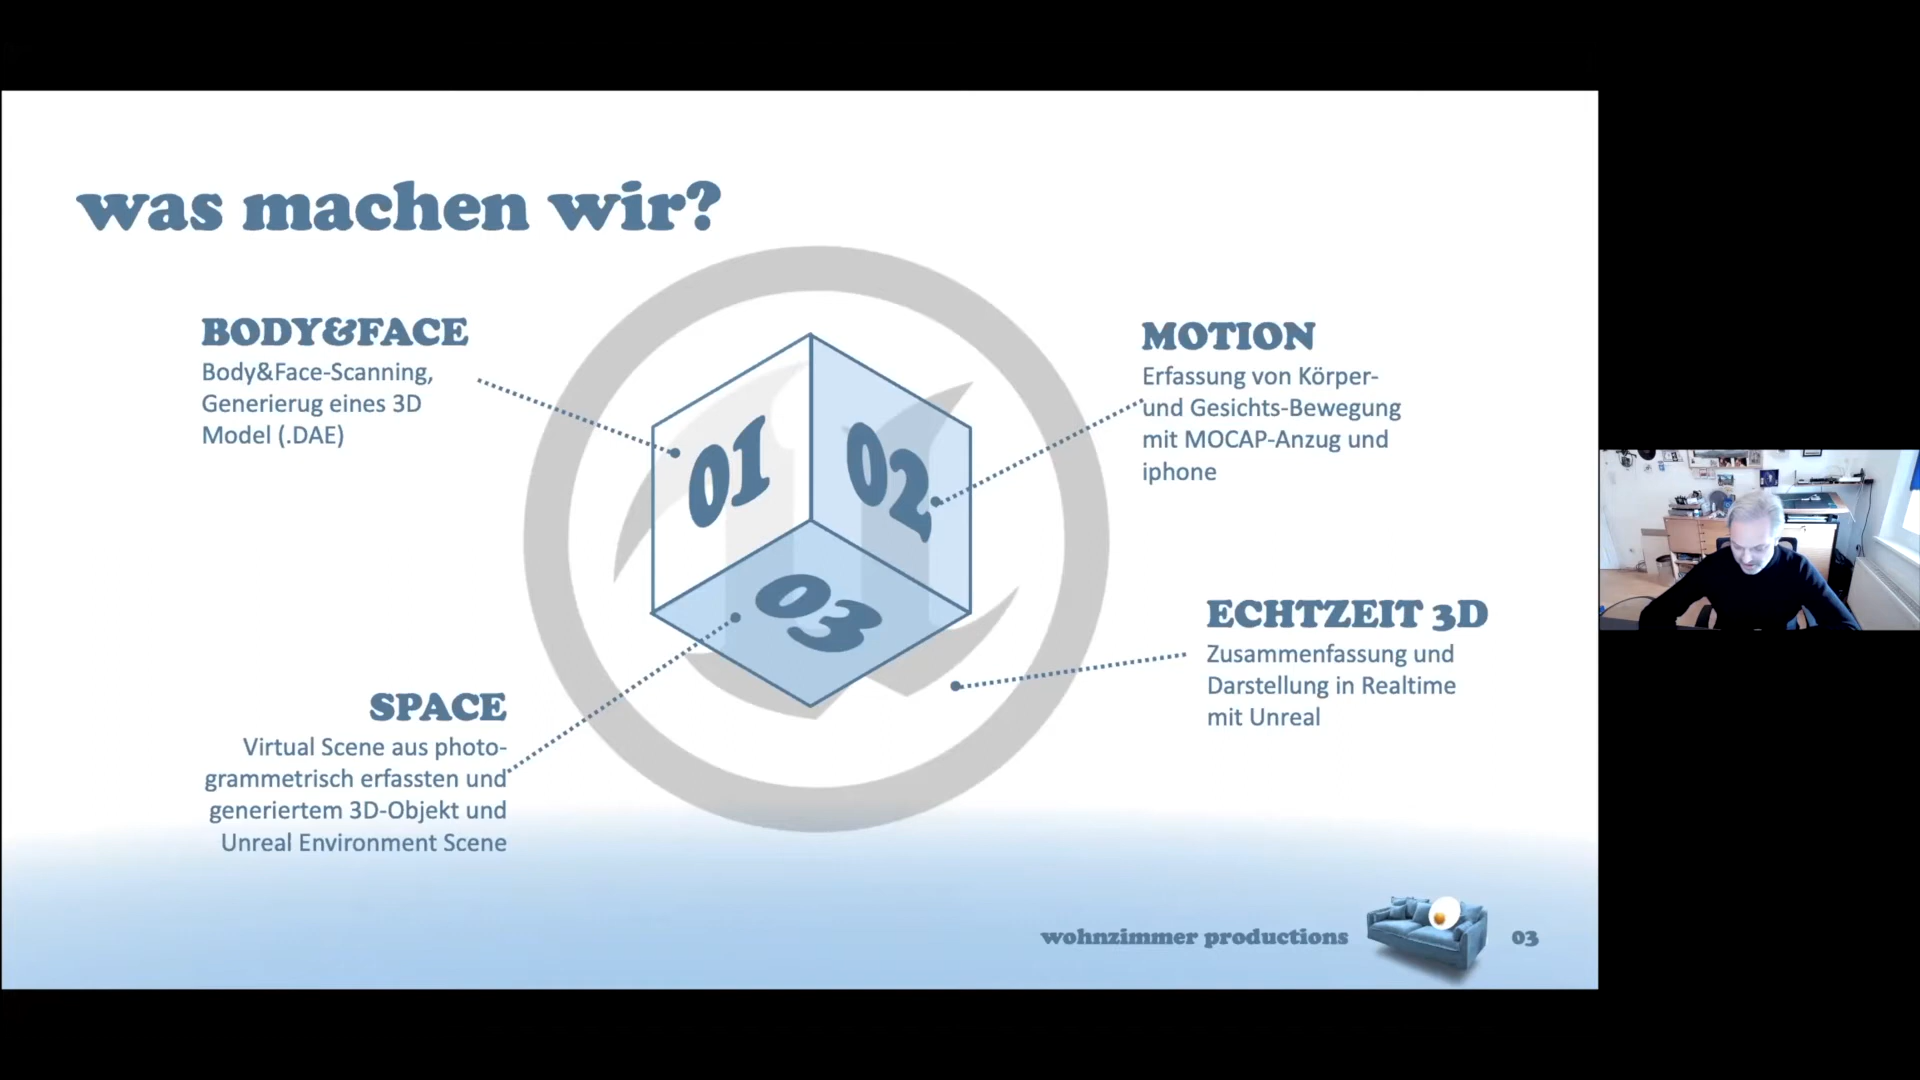 was machen wir?
BODY&FACE
Body&Face-Scanning,
Generierug eines 3D
Model (.DAE)
01
02
03
MOTION
Erfassung von Körper-
und Gesichts-Bewegung
mit MOCAP-Anzug und
iphone
SPACE
Virtual Scene aus photo-
grammetrisch erfassten und
generiertem 3D-Objekt und
Unreal Environment Scene
ECHTZEIT 3D
Zusammenfassung und
Darstellung in Realtime
mit Unreal
wohnzimmer productions
03